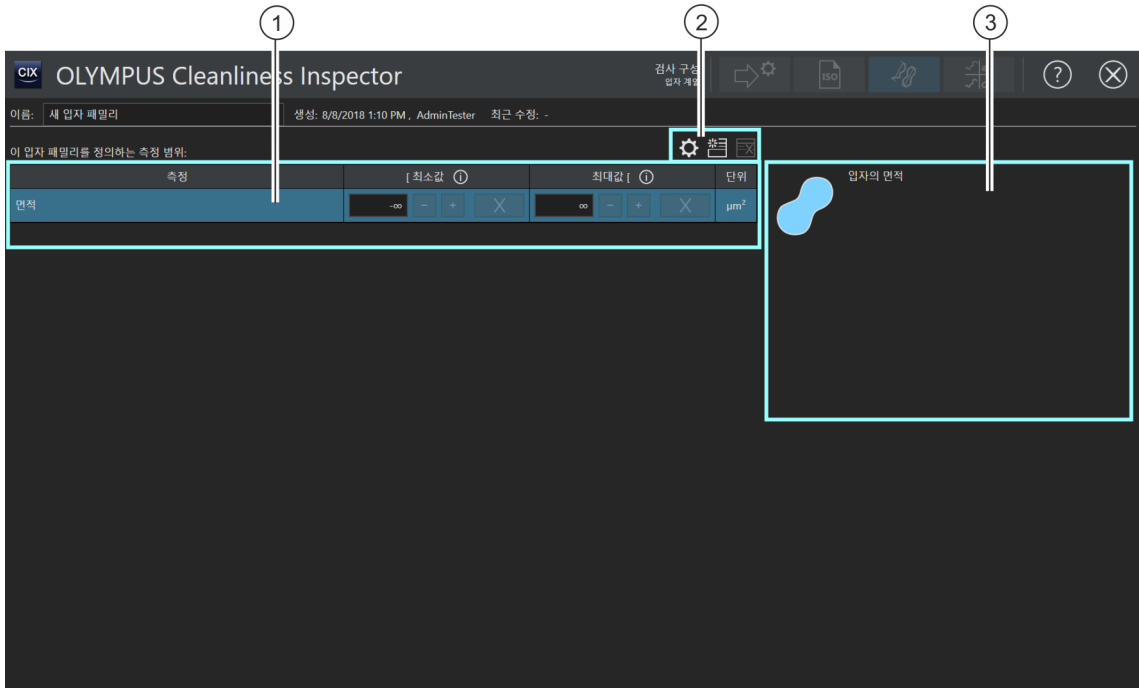 1
2
3
CIX OLYMPUS Cleanliness Inspector
검사 구성
입자 계열
ISO
?
이름: 새 입자 패밀리 생성: 8/8/2018 1:10 PM , AdminTester 최근 수정: -
이 입자 패밀리를 정의하는 측정 범위:
측정 [ 최소값 i 최대값 [ i 단위
면적 -∞ - + X ∞ - + X µm²
입자의 면적